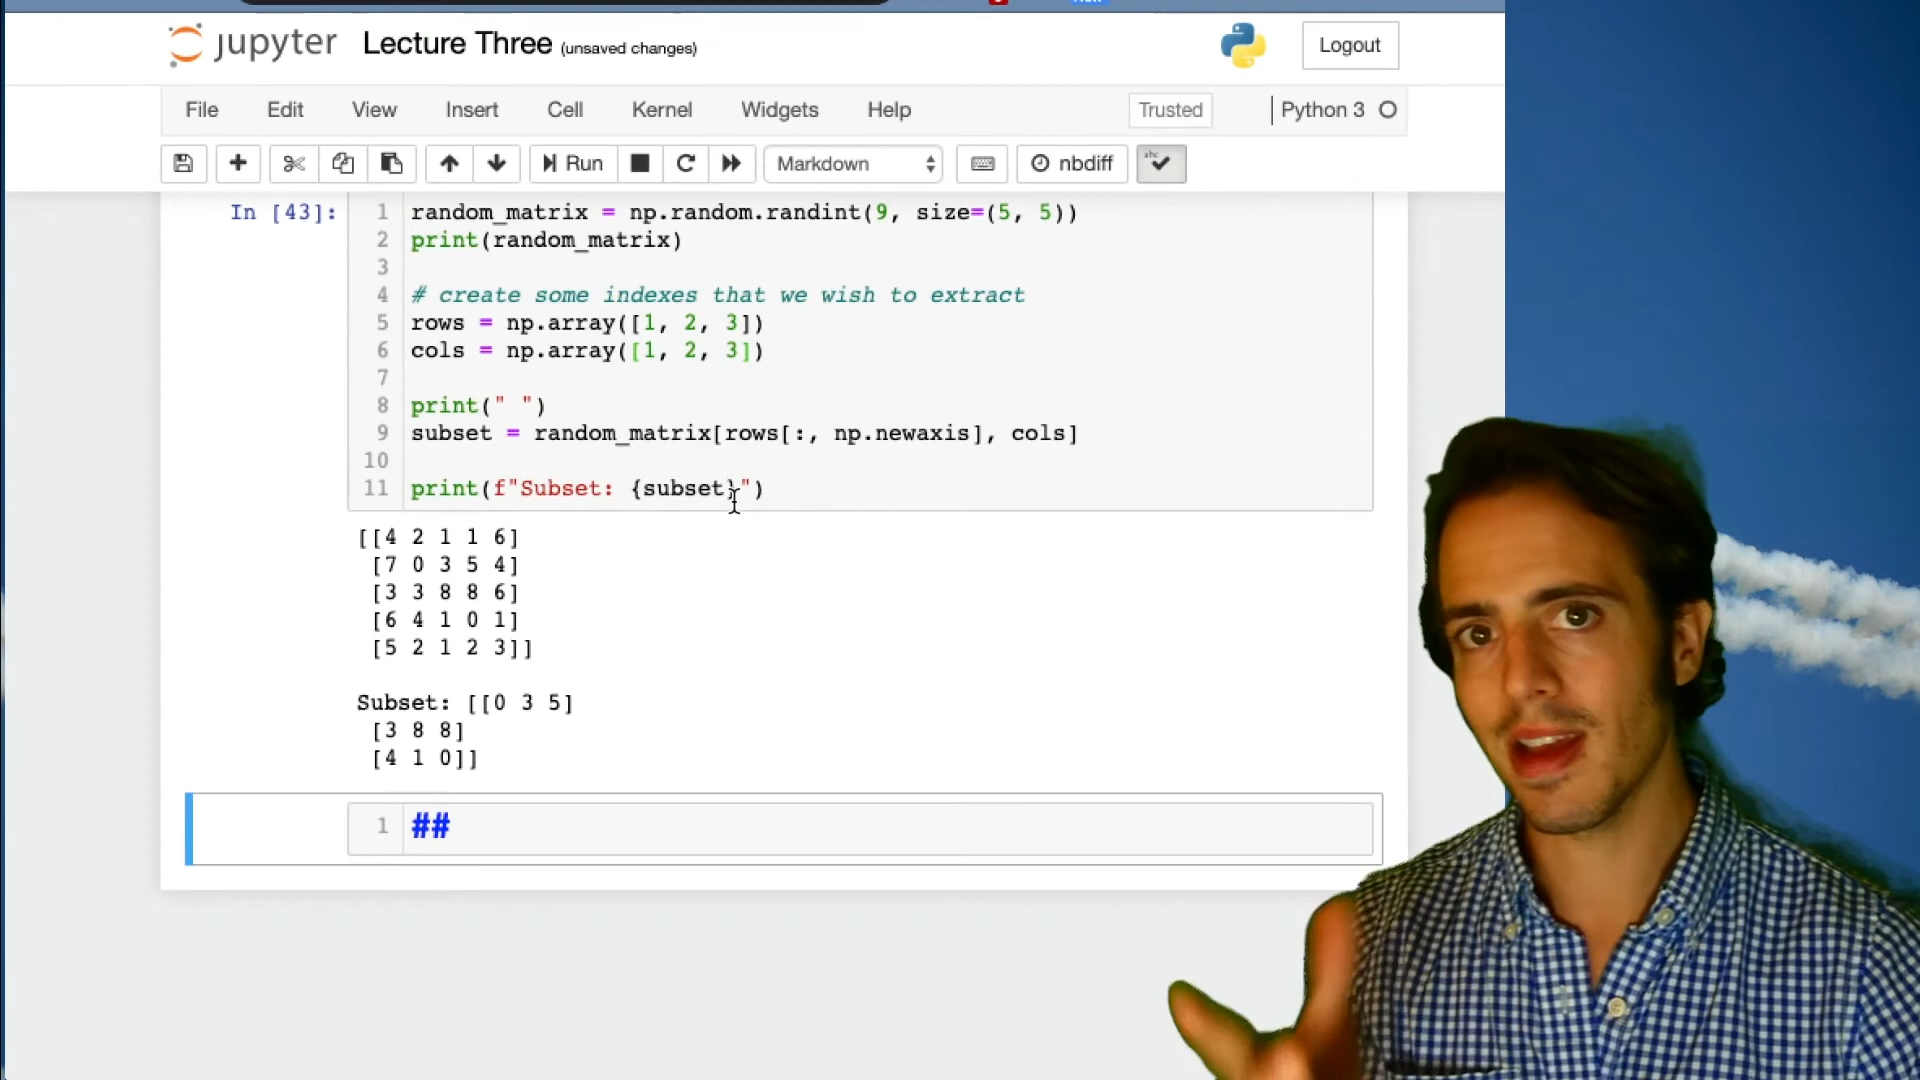 jupyter Lecture Three (unsaved changes) Logout
File Edit View Insert Cell Kernel Widgets Help Trusted Python 3
Run Markdown nbdiff abc
In [43]:
1 random_matrix = np.random.randint(9, size=(5, 5))
2 print(random_matrix)
3
4 # create some indexes that we wish to extract
5 rows = np.array([1, 2, 3])
6 cols = np.array([1, 2, 3])
7
8 print(" ")
9 subset = random_matrix[rows[:, np.newaxis], cols]
10
11 print(f"Subset: {subset}")
[[4 2 1 1 6]
[7 0 3 5 4]
[3 3 8 8 6]
[6 4 1 0 1]
[5 2 1 2 3]]
Subset: [[0 3 5]
[3 8 8]
[4 1 0]]
1 ##